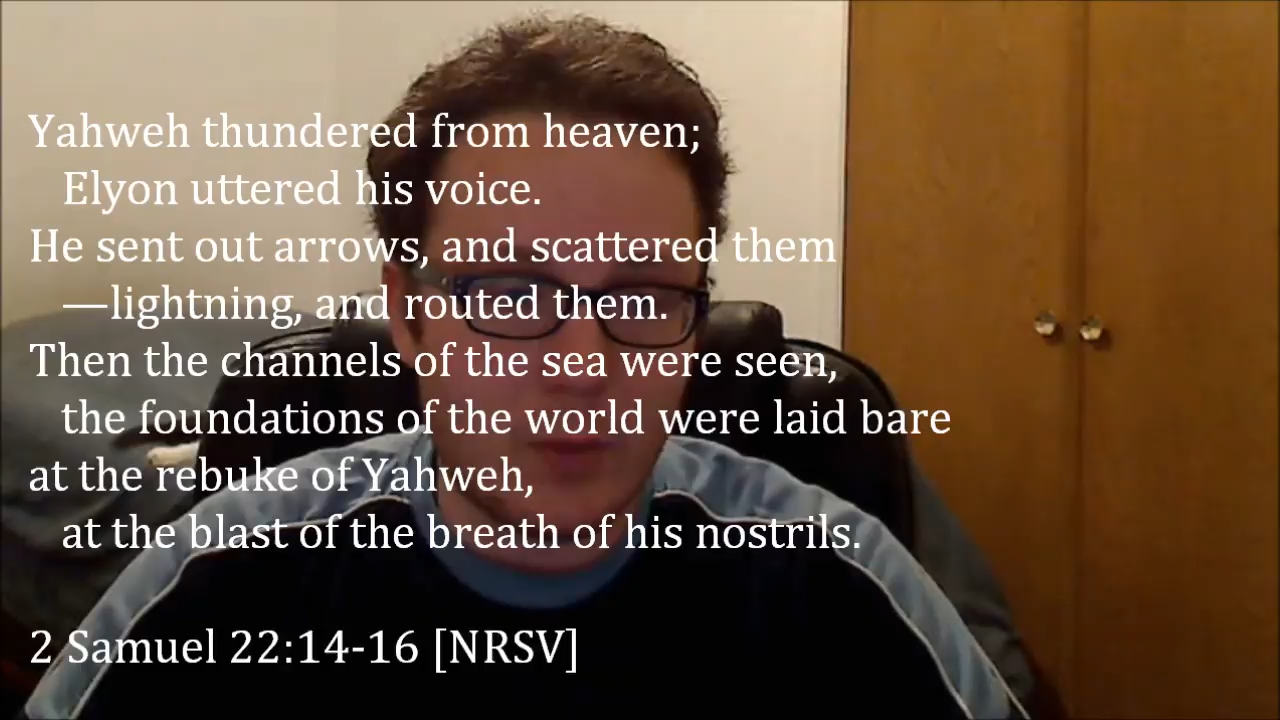 Yahweh thundered from heaven;
Elyon uttered his voice.
He sent out arrows, and scattered them
—lightning, and routed them.
Then the channels of the sea were seen,
the foundations of the world were laid bare
at the rebuke of Yahweh,
at the blast of the breath of his nostrils.
2 Samuel 22:14-16 [NRSV]